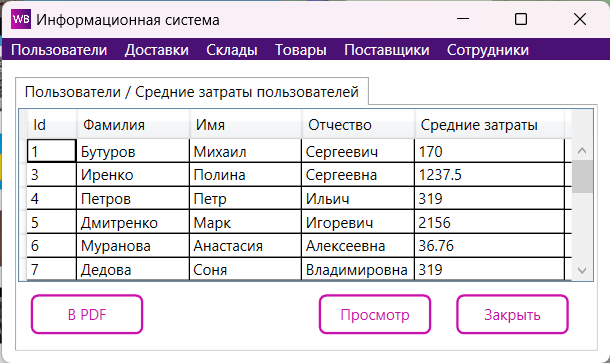 WB Информационная система
Пользователи Доставки Склады Товары Поставщики Сотрудники
Пользователи / Средние затраты пользователей
Id Фамилия Имя Отчество Средние затраты
1 Бутуров Михаил Сергеевич 170
3 Иренко Полина Сергеевна 1237.5
4 Петров Петр Ильич 319
5 Дмитренко Марк Игоревич 2156
6 Муранова Анастасия Алексеевна 36.76
7 Дедова Соня Владимировна 319
В PDF Просмотр Закрыть